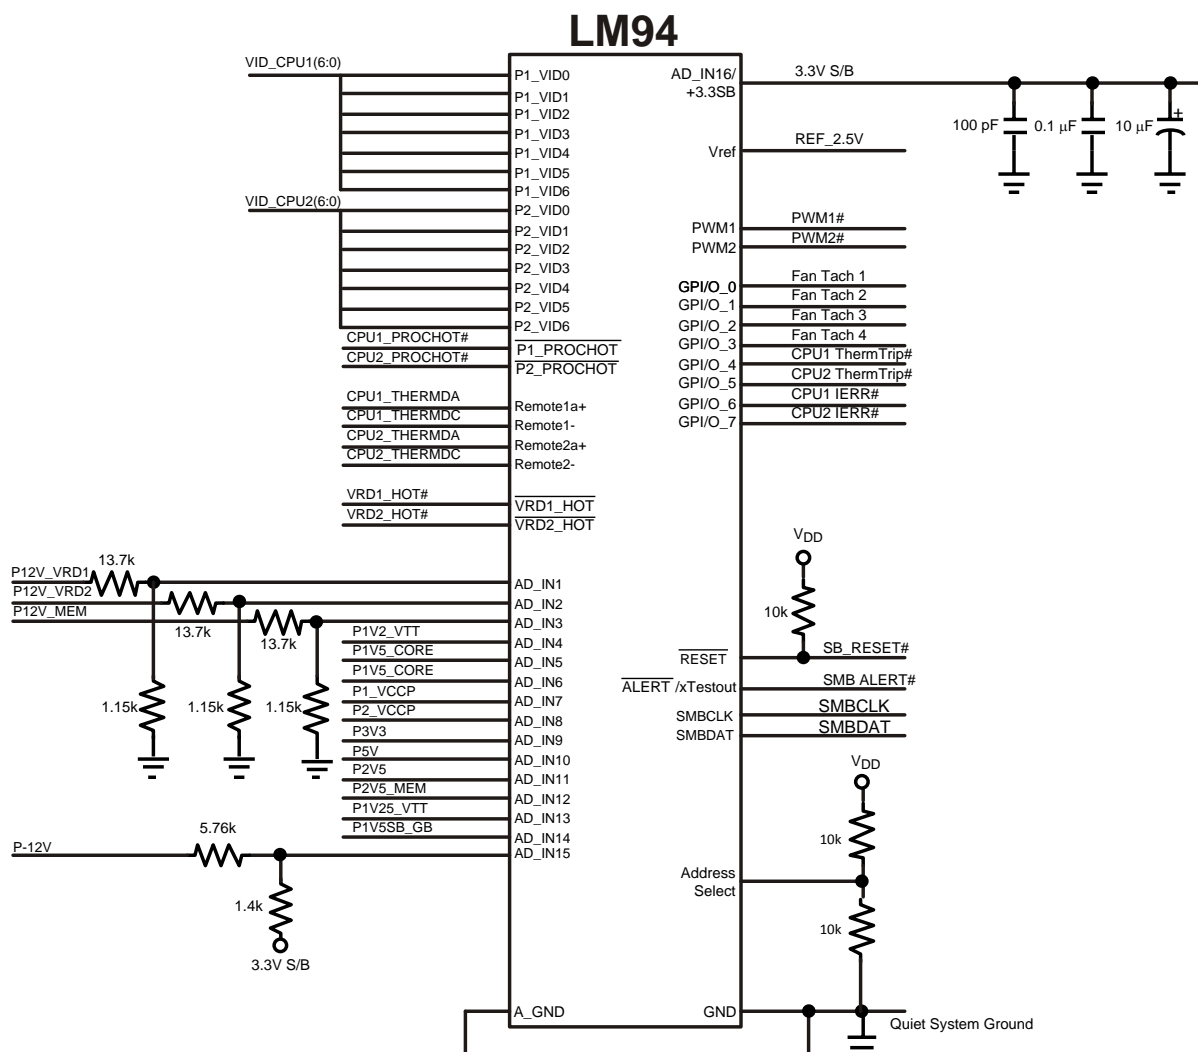 LM94
VID_CPU1(6:0)
P1_VID0
P1_VID1
P1_VID2
P1_VID3
P1_VID4
P1_VID5
P1_VID6
VID_CPU2(6:0)
P2_VID0
P2_VID1
P2_VID2
P2_VID3
P2_VID4
P2_VID5
P2_VID6
CPU1_PROCHOT#
P1_PROCHOT
CPU2_PROCHOT#
P2_PROCHOT
CPU1_THERMDA
Remote1a+
CPU1_THERMDC
Remote1-
CPU2_THERMDA
Remote2a+
CPU2_THERMDC
Remote2-
VRD1_HOT#
VRD1_HOT
VRD2_HOT#
VRD2_HOT
P12V_VRD1
13.7k
AD_IN1
P12V_VRD2
13.7k
AD_IN2
P12V_MEM
13.7k
AD_IN3
P1V2_VTT
AD_IN4
P1V5_CORE
AD_IN5
P1V5_CORE
AD_IN6
P1_VCCP
AD_IN7
P2_VCCP
AD_IN8
P3V3
AD_IN9
P5V
AD_IN10
P2V5
AD_IN11
P2V5_MEM
AD_IN12
P1V25_VTT
AD_IN13
P1V5SB_GB
AD_IN14
1.15k
1.15k
1.15k
P-12V
5.76k
AD_IN15
1.4k
3.3V S/B
A_GND
AD_IN16/
+3.3SB
3.3V S/B
100 pF
0.1 μF
10 μF
+
Vref
REF_2.5V
PWM1
PWM1#
PWM2
PWM2#
GPI/O_0
Fan Tach 1
GPI/O_1
Fan Tach 2
GPI/O_2
Fan Tach 3
GPI/O_3
Fan Tach 4
GPI/O_4
CPU1 ThermTrip#
GPI/O_5
CPU2 ThermTrip#
GPI/O_6
CPU1 IERR#
GPI/O_7
CPU2 IERR#
VDD
10k
RESET
SB_RESET#
ALERT /xTestout
SMB ALERT#
SMBCLK
SMBCLK
SMBDAT
SMBDAT
VDD
10k
Address
Select
10k
GND
Quiet System Ground